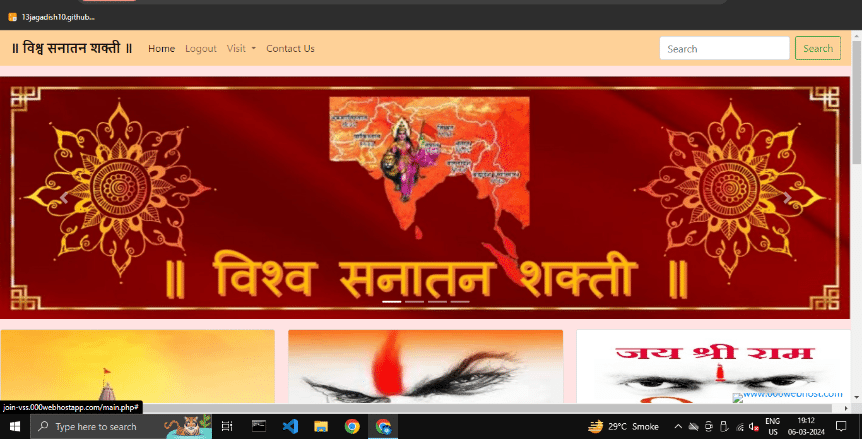 13jagadish10.github...
॥ विश्व सनातन शक्ती ॥ Home Logout Visit Contact Us Search Search
॥ विश्व सनातन शक्ती ॥
जय श्री राम
www.000webhost.com
join-vss.000webhostapp.com/main.php#
Type here to search 29°C Smoke ENG US 19:12 06-03-2024